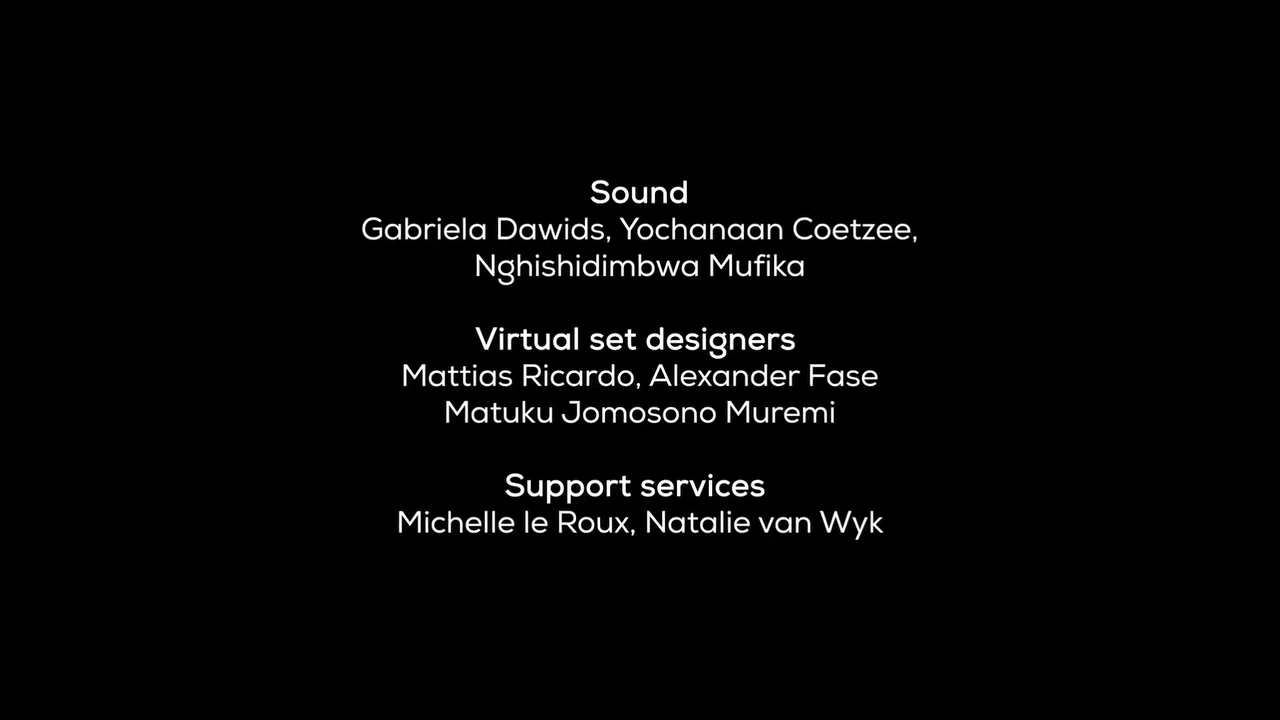 Sound
Gabriela Dawids, Yochanaan Coetzee,
Nghishidimbwa Mufika
Virtual set designers
Mattias Ricardo, Alexander Fase
Matuku Jomosono Muremi
Support services
Michelle le Roux, Natalie van Wyk